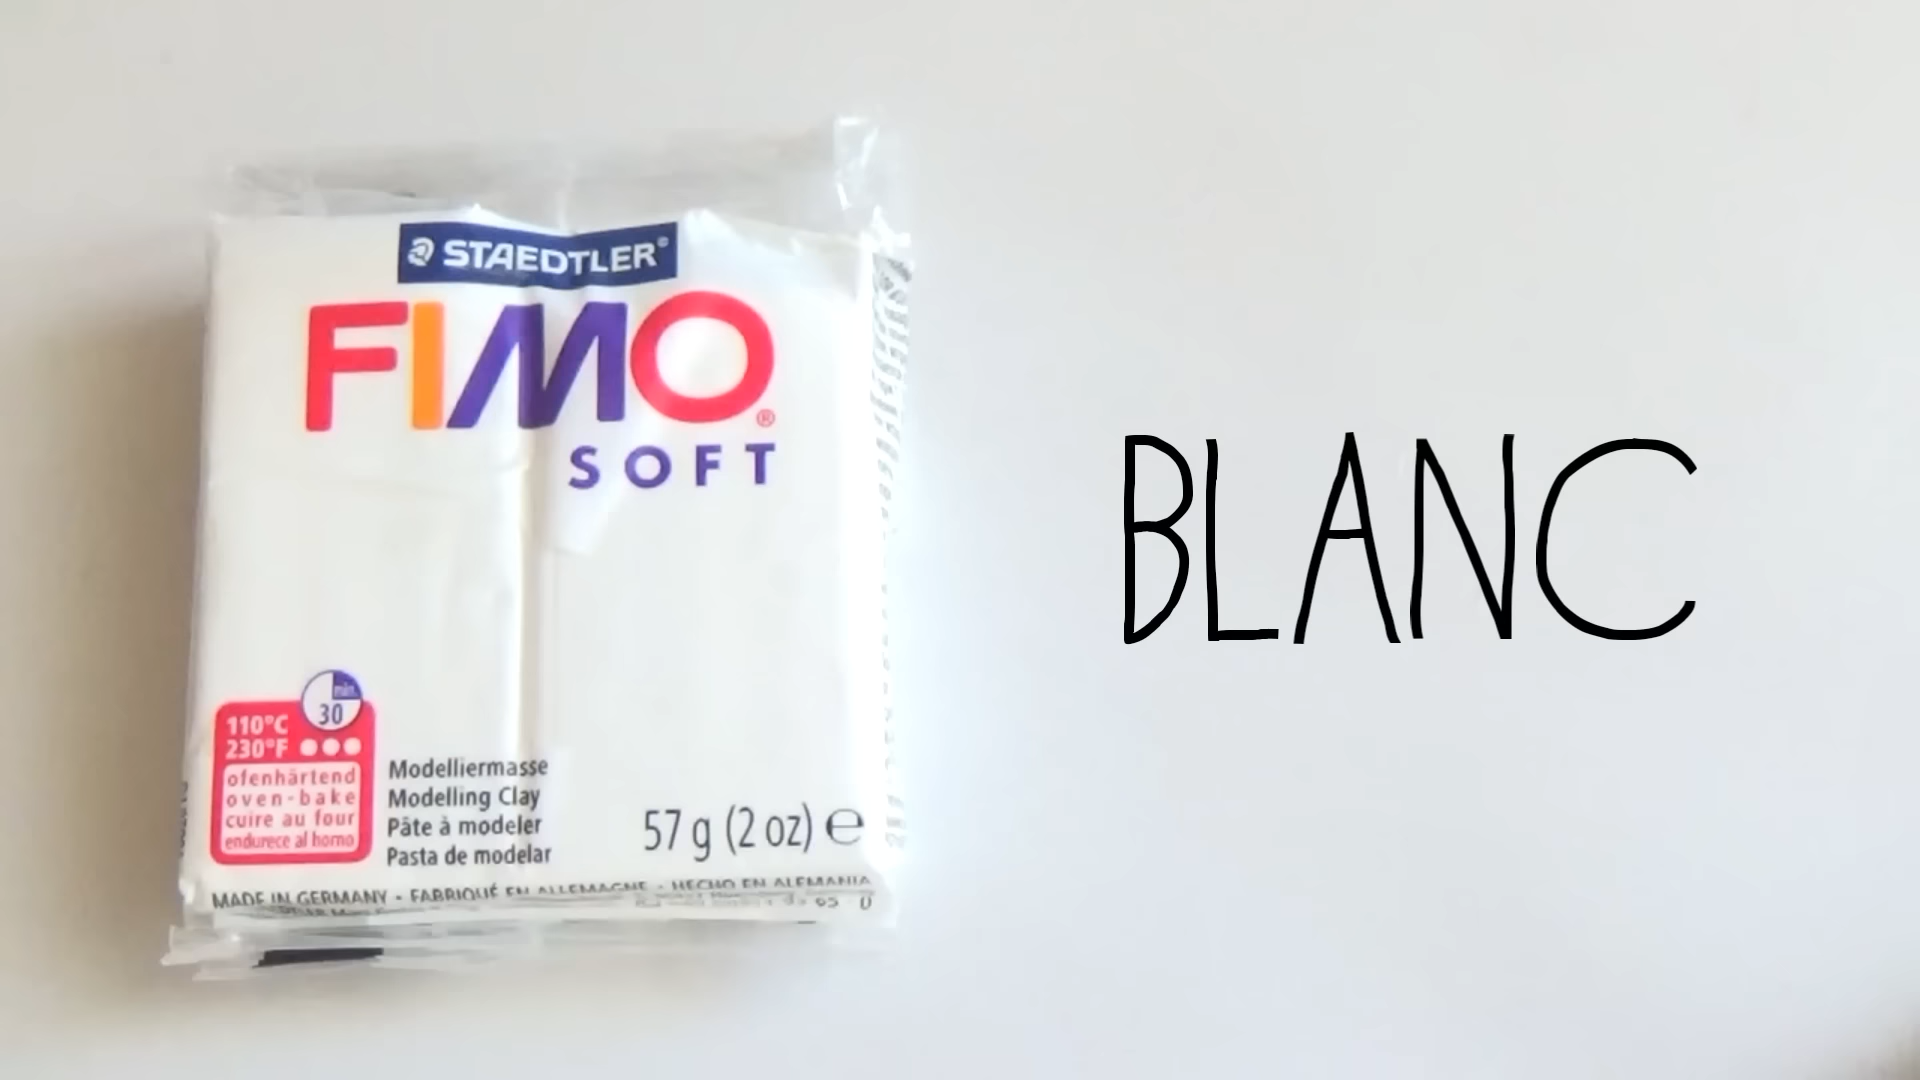 STAEDTLER®
FIMO®
SOFT
BLANC
min.
30
110°C
230°F
ofenhärtend
oven-bake
cuire au four
endurece al horno
Modelliermasse
Modelling Clay
Pâte à modeler
Pasta de modelar
57 g (2 oz) ℮
MADE IN GERMANY - FABRIQUÉ EN ALLEMAGNE - HECHO EN ALEMANIA